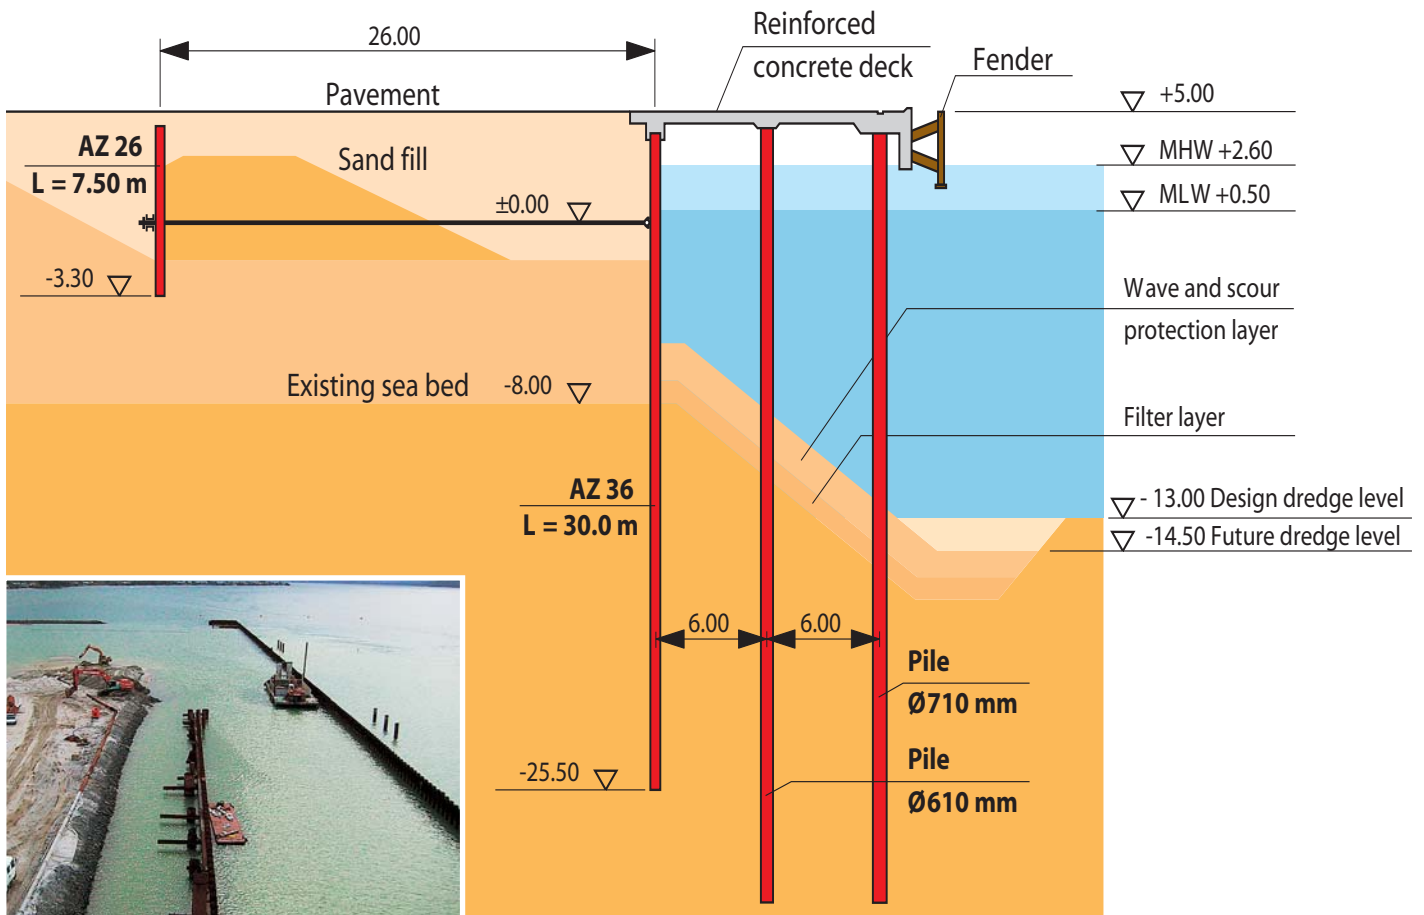 26.00
Reinforced
concrete deck
Fender
Pavement
+5.00
AZ 26
L = 7.50 m
Sand fill
MHW +2.60
±0.00
MLW +0.50
-3.30
Wave and scour
protection layer
Existing sea bed -8.00
Filter layer
AZ 36
L = 30.0 m
- 13.00 Design dredge level
-14.50 Future dredge level
6.00
6.00
Pile
Ø710 mm
-25.50
Pile
Ø610 mm